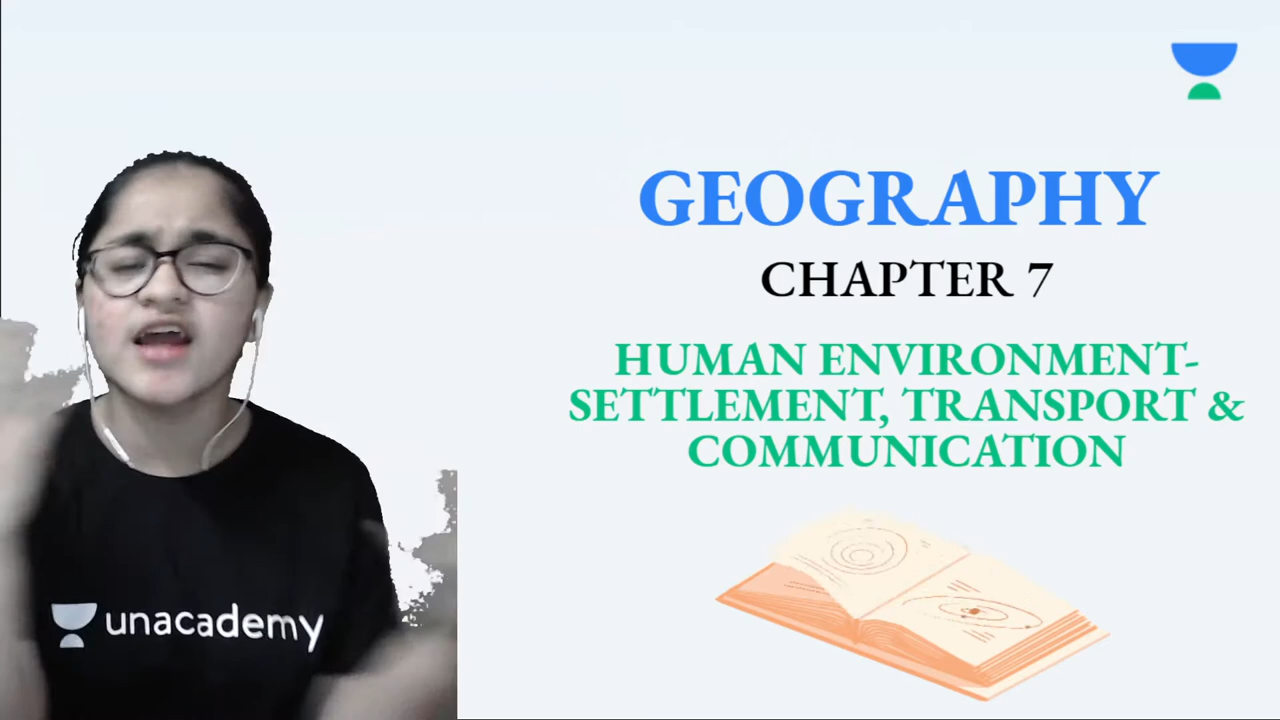 GEOGRAPHY
CHAPTER 7
HUMAN ENVIRONMENT-
SETTLEMENT, TRANSPORT &
COMMUNICATION
unacademy